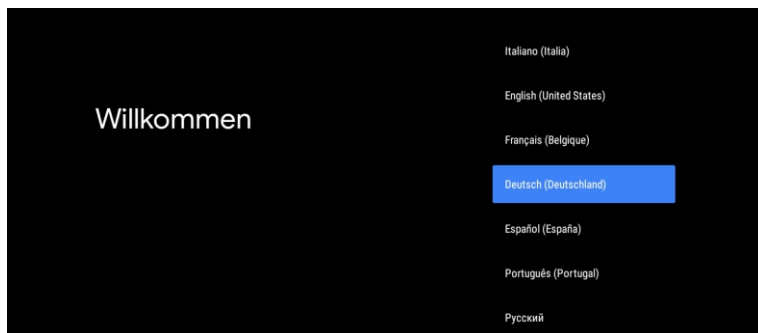 Willkommen
Italiano (Italia)
English (United States)
Français (Belgique)
Deutsch (Deutschland)
Español (España)
Português (Portugal)
Русский